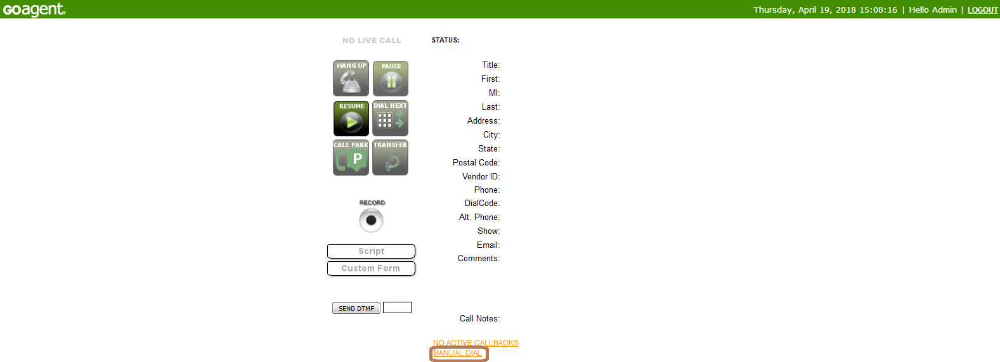 GOagent®
Thursday, April 19, 2018 15:08:16 | Hello Admin | LOGOUT
NO LIVE CALL
STATUS:
HANG UP
PAUSE
RESUME
DIAL NEXT
CALL PARK
P
TRANSFER
RECORD
Script
Custom Form
SEND DTMF
Title:
First:
MI:
Last:
Address:
City:
State:
Postal Code:
Vendor ID:
Phone:
DialCode:
Alt. Phone:
Show:
Email:
Comments:
Call Notes:
NO ACTIVE CALLBACKS
MANUAL DIAL